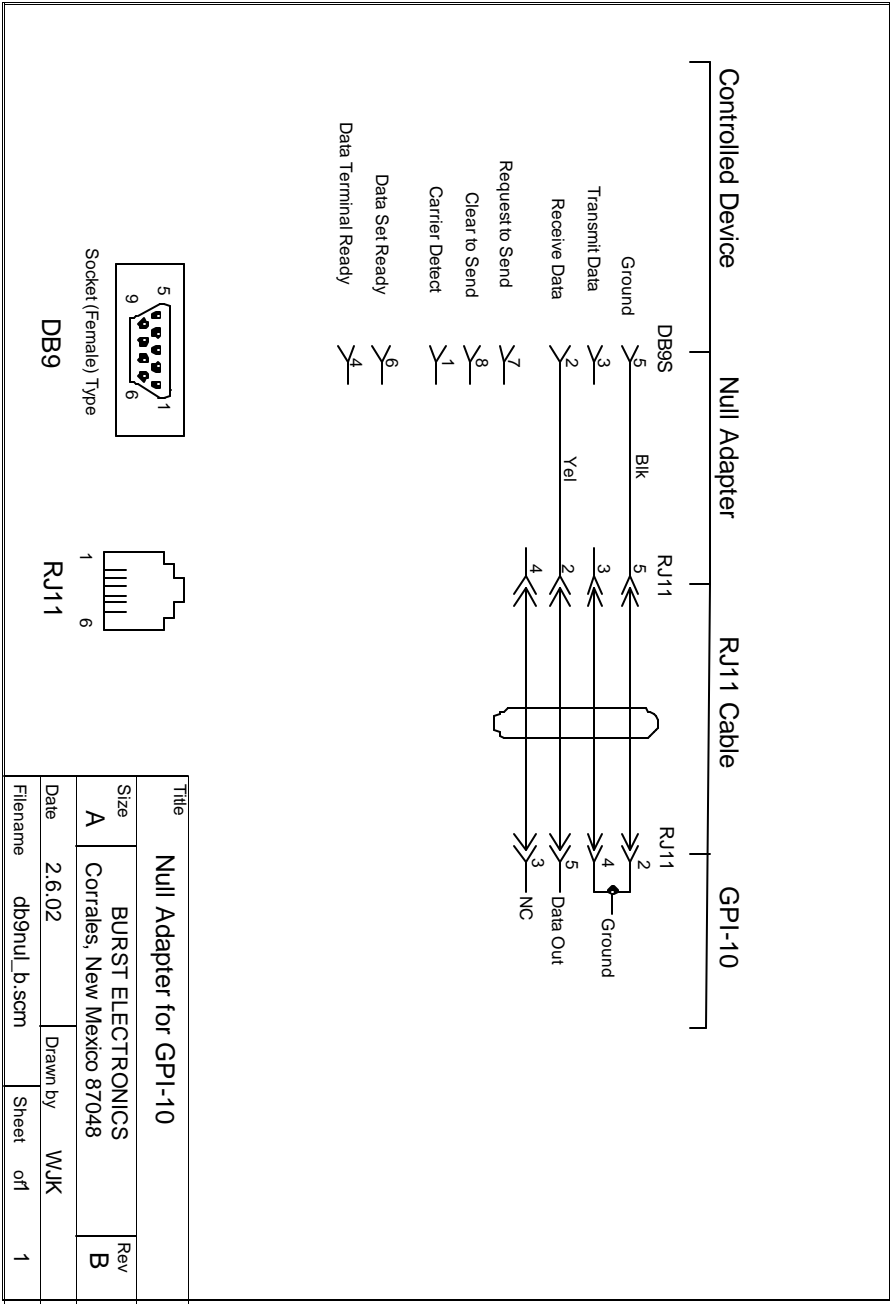 Controlled Device
Null Adapter
RJ11 Cable
GPI-10
DB9S
RJ11
RJ11
Ground
5
Blk
5
2
Transmit Data
3
3
4
Ground
Receive Data
2
Yel
2
5
Data Out
Request to Send
7
4
3
NC
Clear to Send
8
Carrier Detect
1
Data Set Ready
6
Data Terminal Ready
4
5
1
9
6
Socket (Female) Type
DB9
1
6
RJ11
Title
Null Adapter for GPI-10
Size
A
BURST ELECTRONICS
Corrales, New Mexico 87048
Rev
B
Date
2.6.02
Drawn by
WJK
Filename
db9nul_b.scm
Sheet of1 1